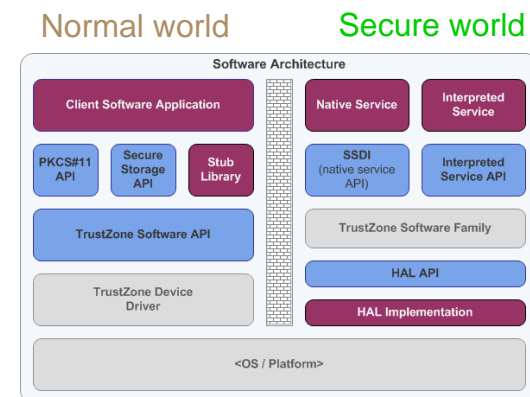 Normal world
Secure world
Software Architecture
Client Software Application
Native Service
Interpreted
Service
PKCS#11
API
Secure
Storage
API
Stub
Library
SSDI
(native service
API)
Interpreted
Service API
TrustZone Software API
TrustZone Software Family
HAL API
TrustZone Device
Driver
HAL Implementation
<OS / Platform>